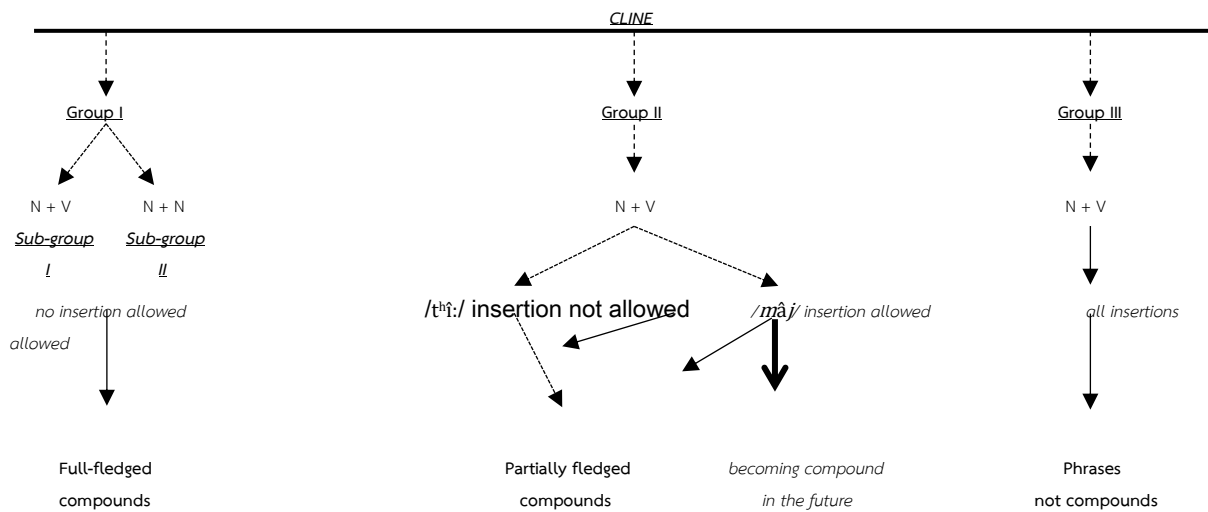 CLINE
Group I Group II Group III
N + V N + N N + V N + V
Sub-group Sub-group
I II
no insertion allowed /tʰî:/ insertion not allowed /mâj/ insertion allowed all insertions
allowed
Full-fledged Partially fledged becoming compound Phrases
compounds compounds in the future not compounds